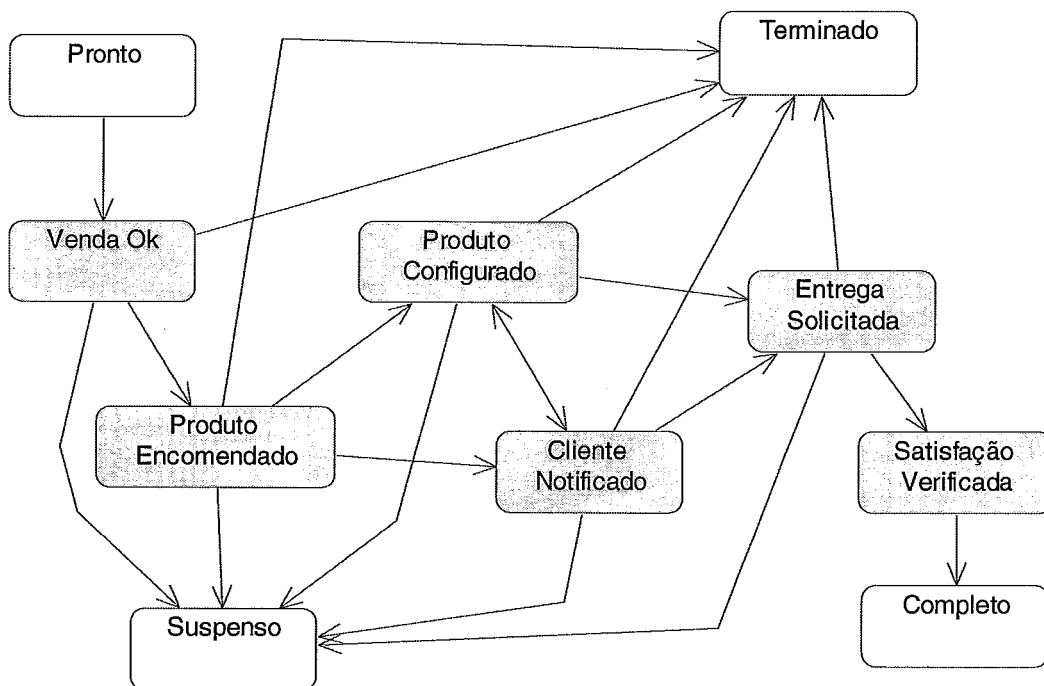 Pronto
Terminado
Venda Ok
Produto
Configurado
Entrega
Solicitada
Produto
Encomendado
Cliente
Notificado
Satisfação
Verificada
Suspenso
Completo